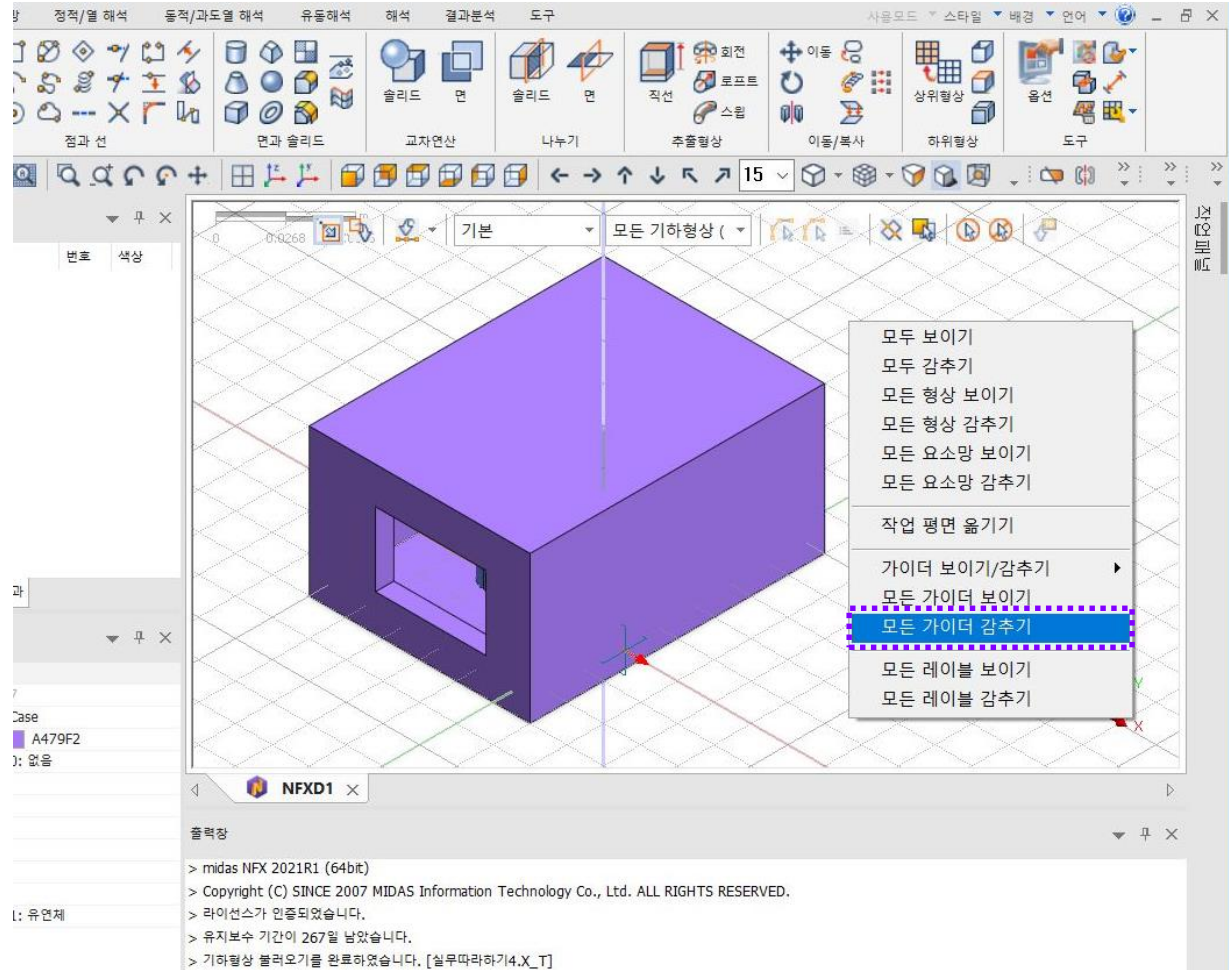 정적/열 해석 동적/과도열 해석 유동해석 해석 결과분석 도구 사용모드 스타일 배경 언어
솔리드 면 솔리드 면 직선 회전 로프트 스윕 이동 상위형상 옵션
점과 선 면과 솔리드 교차연산 나누기 추출형상 이동/복사 하위형상 도구
15
작업패널
번호 색상
0 0.0268 기본 모든 기하형상 (
모두 보이기
모두 감추기
모든 형상 보이기
모든 형상 감추기
모든 요소망 보이기
모든 요소망 감추기
작업 평면 옮기기
가이더 보이기/감추기
모든 가이더 보이기
모든 가이더 감추기
모든 레이블 보이기
모든 레이블 감추기
Y
X
과
Case
A479F2
0: 없음
1: 유연체
NFXD1
출력창
> midas NFX 2021R1 (64bit)
> Copyright (C) SINCE 2007 MIDAS Information Technology Co., Ltd. ALL RIGHTS RESERVED.
> 라이선스가 인증되었습니다.
> 유지보수 기간이 267일 남았습니다.
> 기하형상 불러오기를 완료하였습니다. [실무따라하기4.X_T]